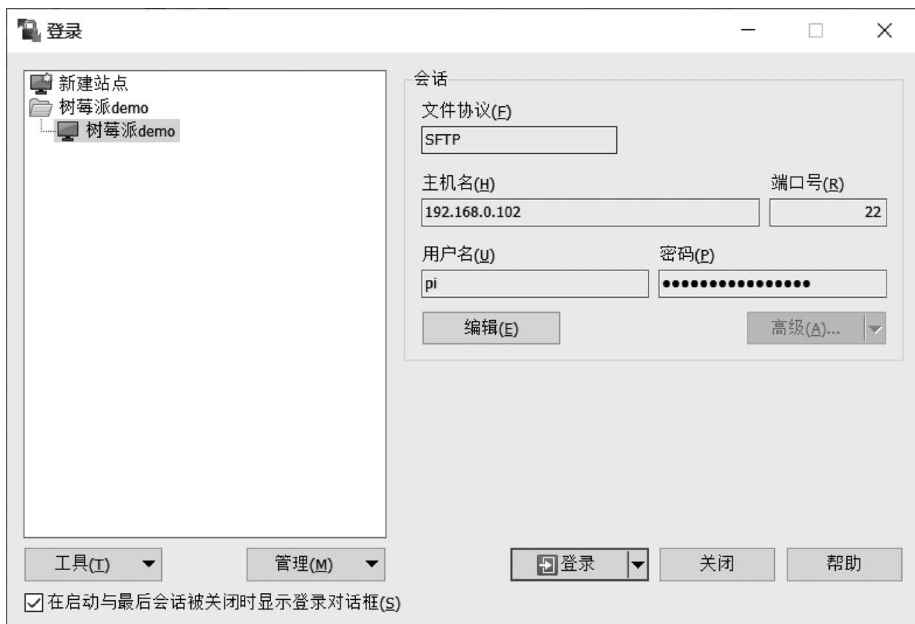 登录
新建站点
树莓派demo
树莓派demo
会话
文件协议(F)
SFTP
主机名(H) 端口号(R)
192.168.0.102 22
用户名(U) 密码(P)
pi ••••••••••••••••
编辑(E) 高级(A)...
工具(T) 管理(M) 登录 关闭 帮助
在启动与最后会话被关闭时显示登录对话框(S)